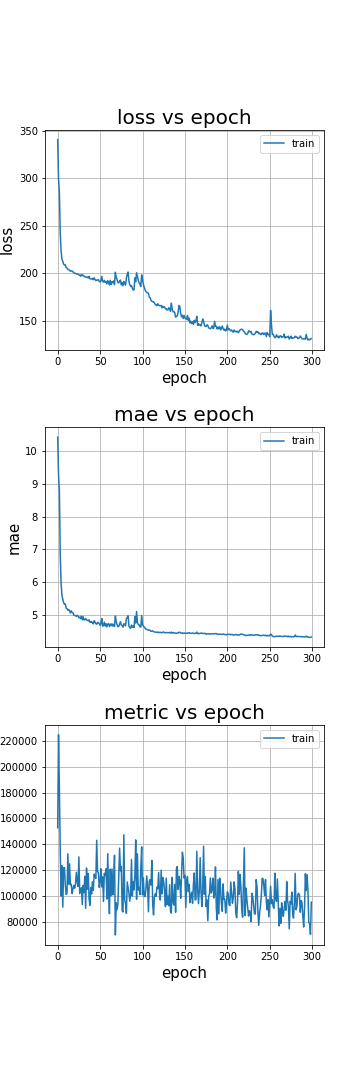 loss vs epoch
350
300
250
200
150
loss
train
0 50 100 150 200 250 300
epoch
mae vs epoch
10
9
8
7
6
5
mae
train
0 50 100 150 200 250 300
epoch
metric vs epoch
220000
200000
180000
160000
140000
120000
100000
80000
train
0 50 100 150 200 250 300
epoch